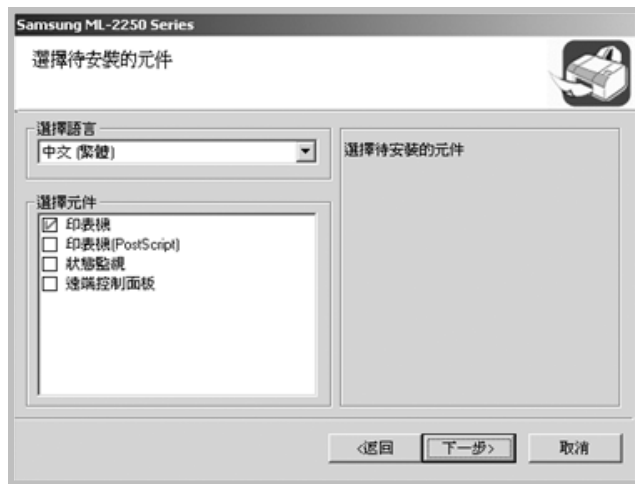 Samsung ML-2250 Series
選擇待安裝的元件
選擇語言
中文 (繁體)
選擇待安裝的元件
選擇元件
印表機
印表機(PostScript)
狀態監視
遠端控制面板
<返回
下一步>
取消